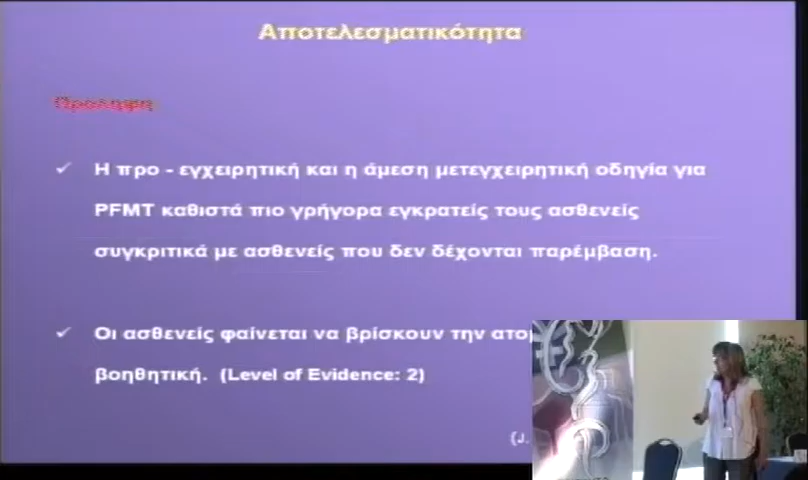 Αποτελεσματικότητα
Πρόληψη
✓ Η προ - εγχειρητική και η άμεση μετεγχειρητική οδηγία για
PFMT καθιστά πιο γρήγορα εγκρατείς τους ασθενείς
συγκριτικά με ασθενείς που δεν δέχονται παρέμβαση.
✓ Οι ασθενείς φαίνεται να βρίσκουν την
βοηθητική. (Level of Evidence: 2)
(J.